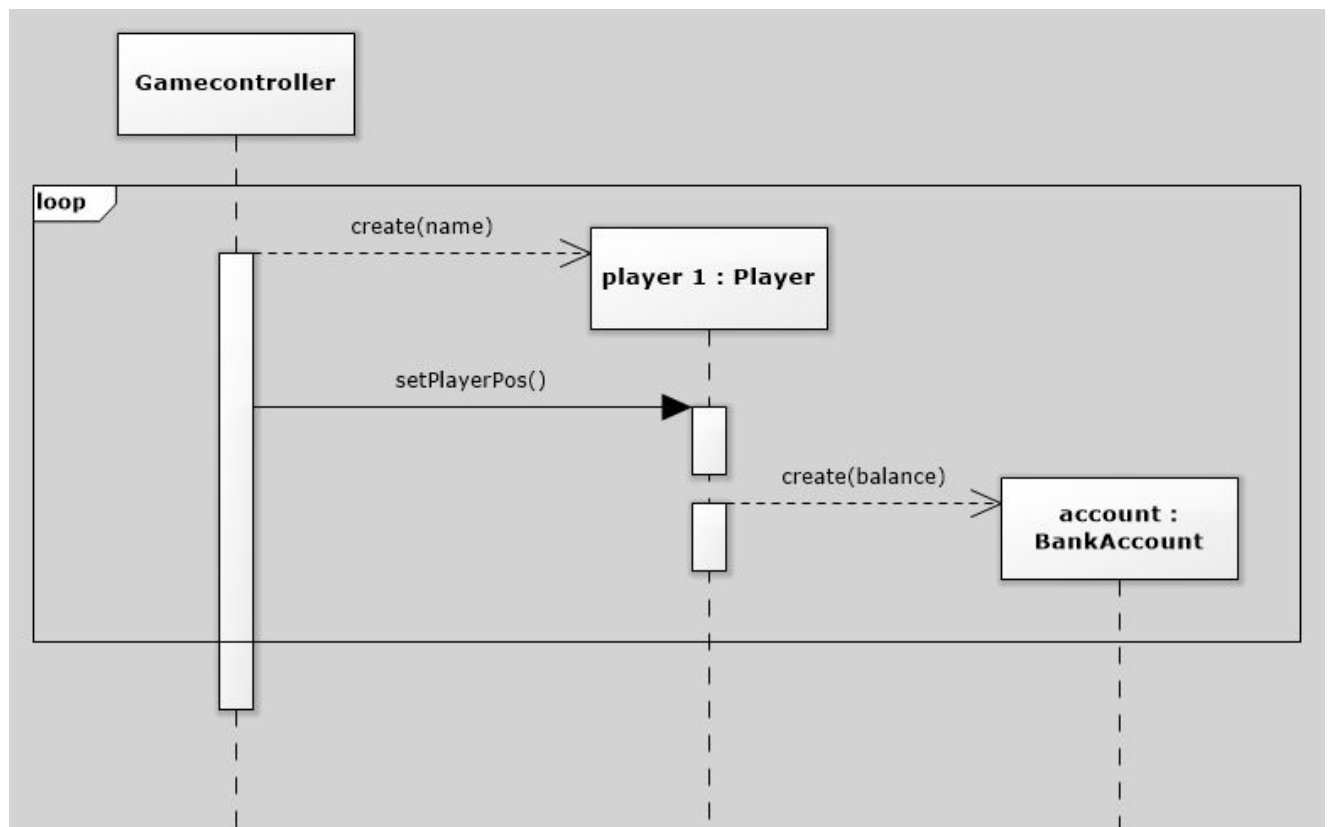 Gamecontroller
loop
create(name)
player 1 : Player
setPlayerPos()
create(balance)
account :
BankAccount